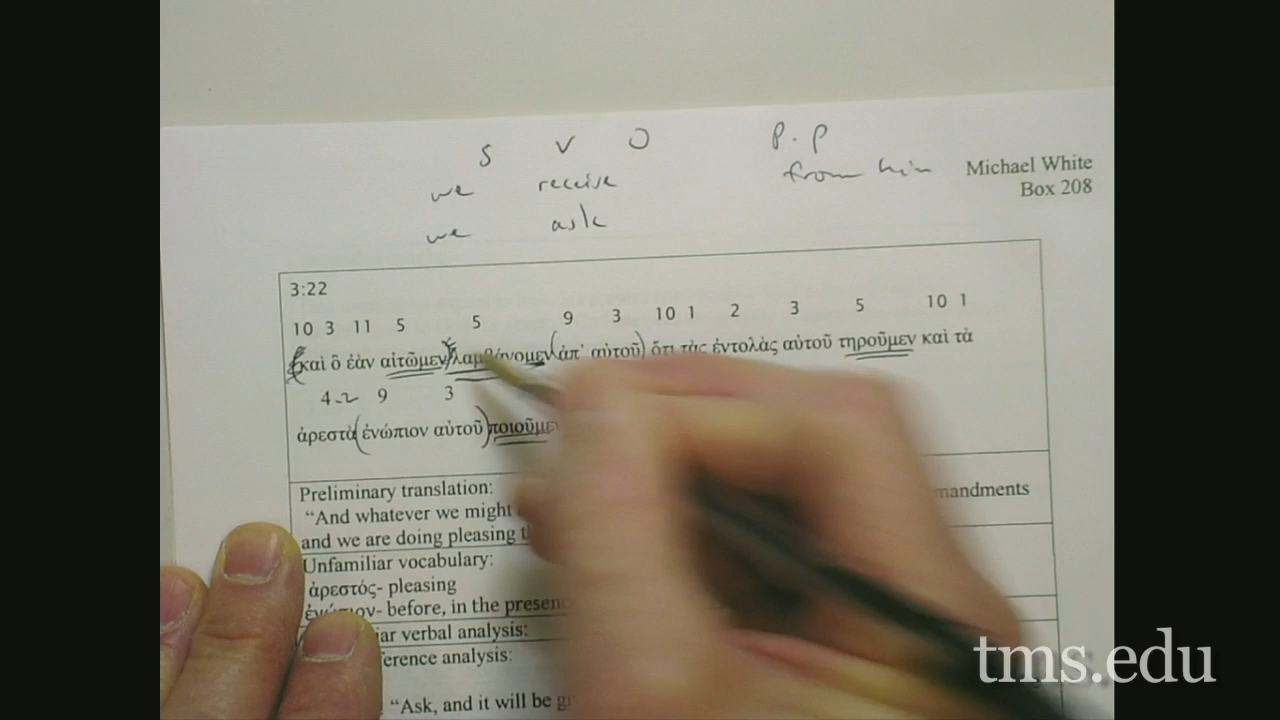 S V O P.P
we receive from him
we ask
Michael White
Box 208
3:22
10 3 11 5 5 9 3 10 1 2 3 5 10 1
καὶ ὃ ἐὰν αἰτῶμεν λαμβάνομεν ἀπ᾽ αὐτοῦ ὅτι τὰς ἐντολὰς αὐτοῦ τηροῦμεν καὶ τὰ
4-2 9 3
ἀρεστὰ ἐνώπιον αὐτοῦ ποιοῦμε
Preliminary translation:
“And whatever we might
and we are doing pleasing
Unfamiliar vocabulary:
ἀρεστός- pleasing
ἐνώπιον- before, in the
verbal analysis:
analysis:
“Ask, and it will be
tms.edu